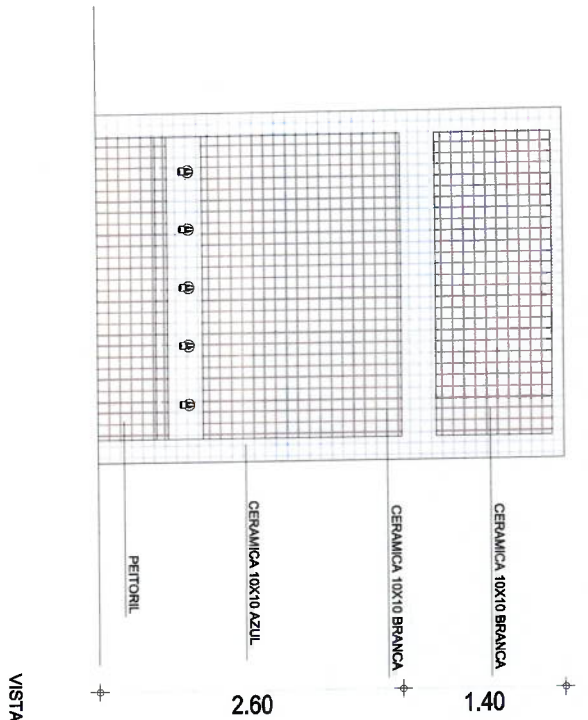 CERAMICA 10X10 BRANCA
CERAMICA 10X10 BRANCA
CERAMICA 10X10 AZUL
PEITORIL
1.40
2.60
VISTA